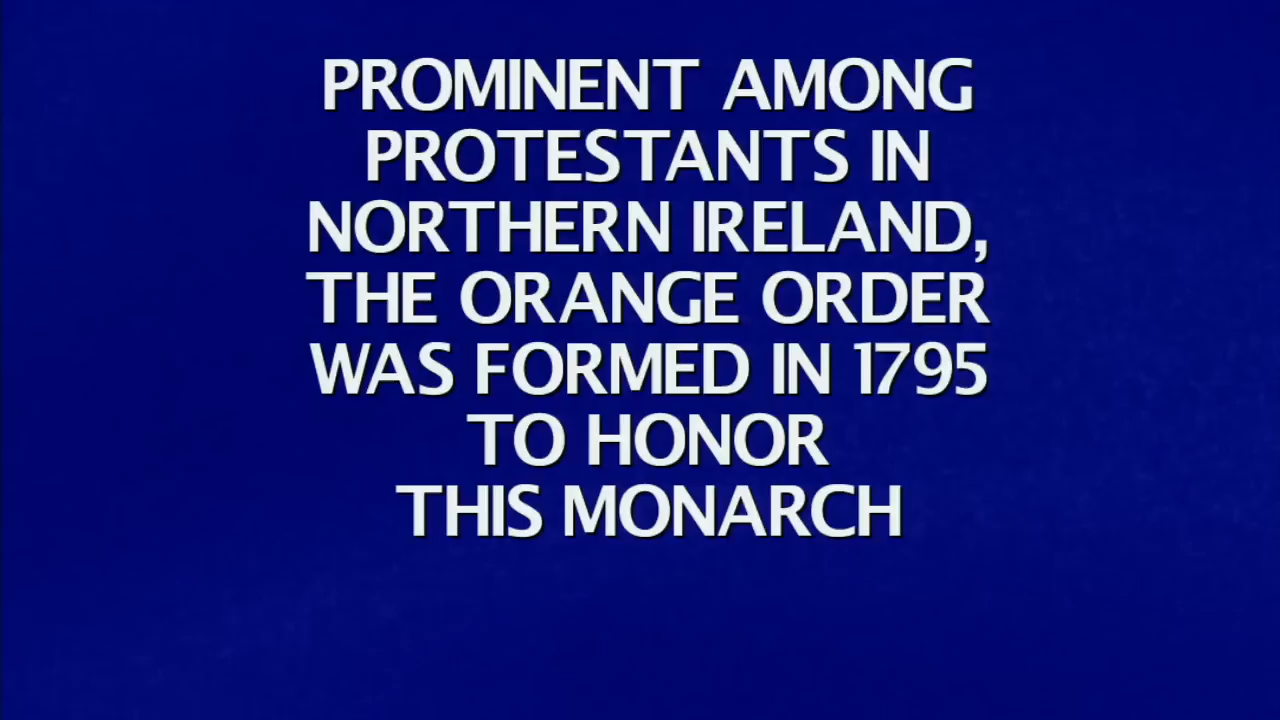 PROMINENT AMONG
PROTESTANTS IN
NORTHERN IRELAND,
THE ORANGE ORDER
WAS FORMED IN 1795
TO HONOR
THIS MONARCH